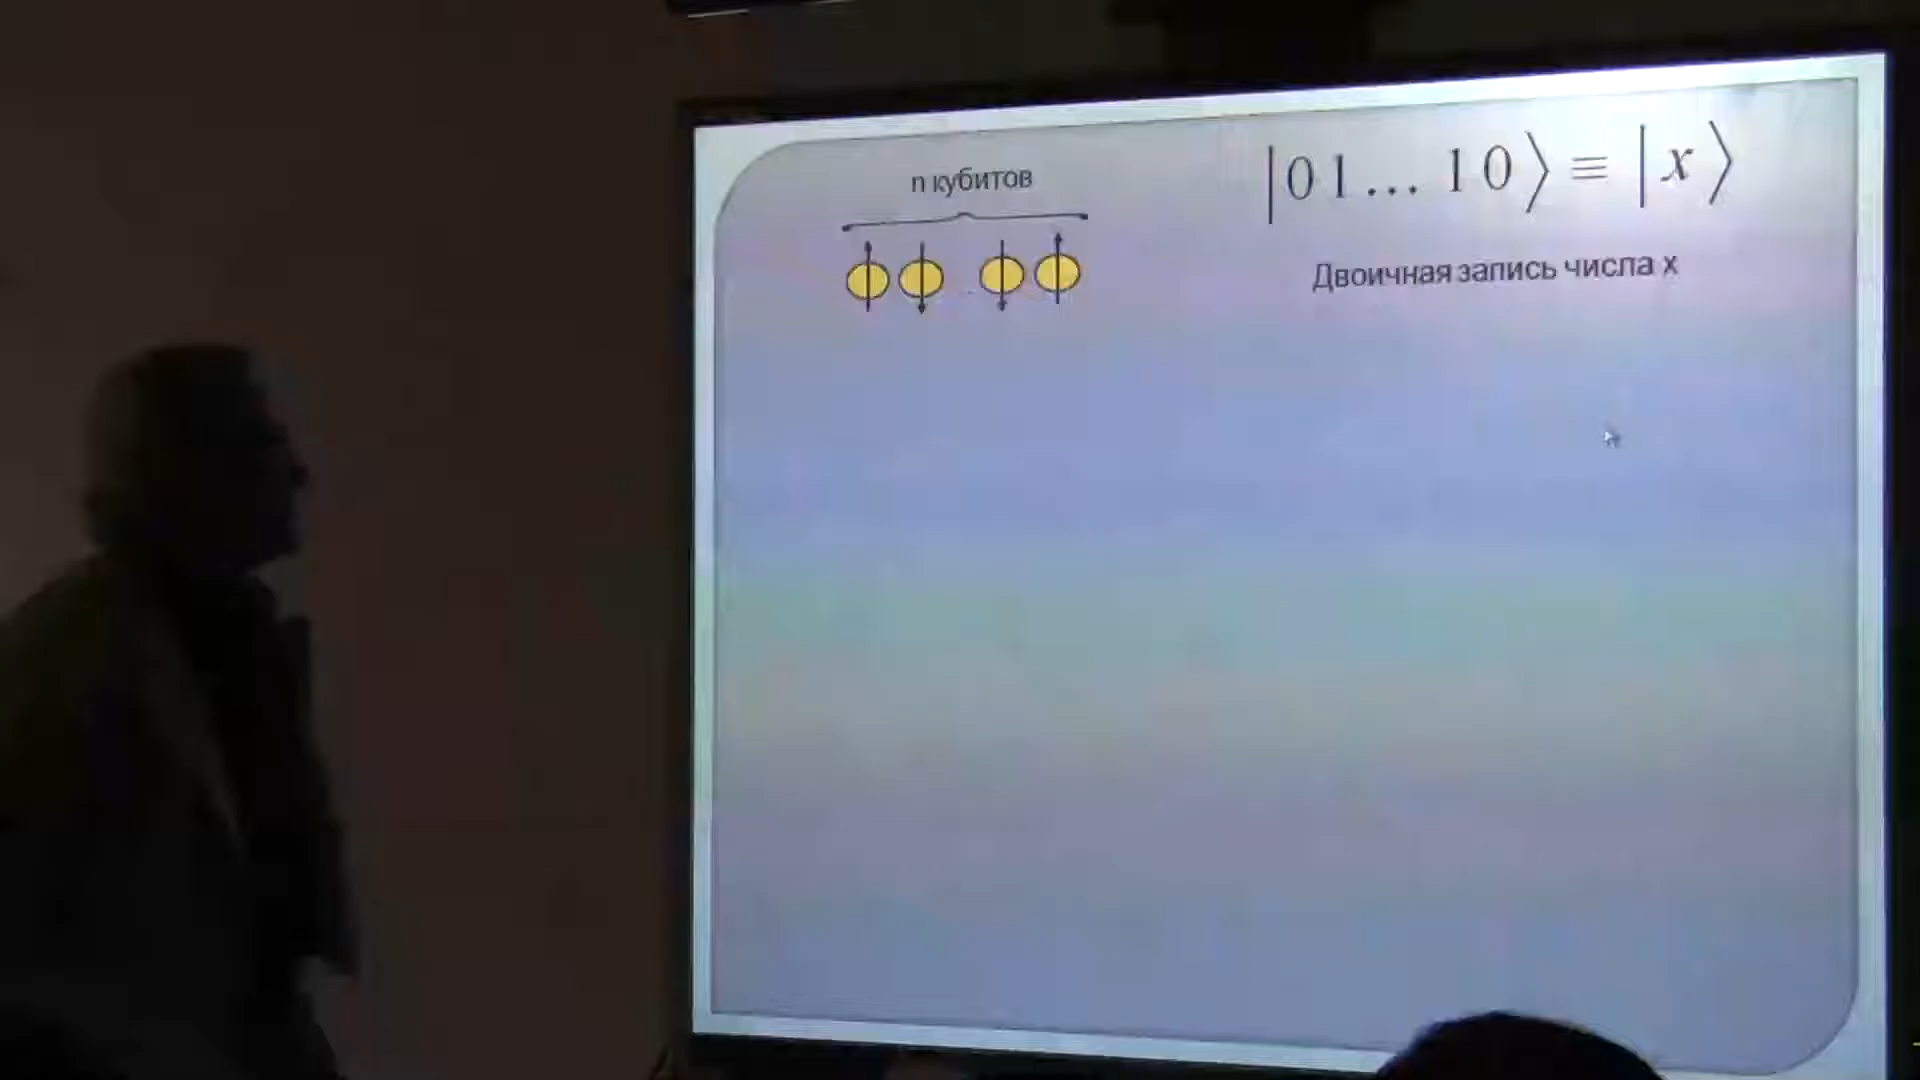 n кубитов
|01...10⟩≡|x⟩
Двоичная запись числа x